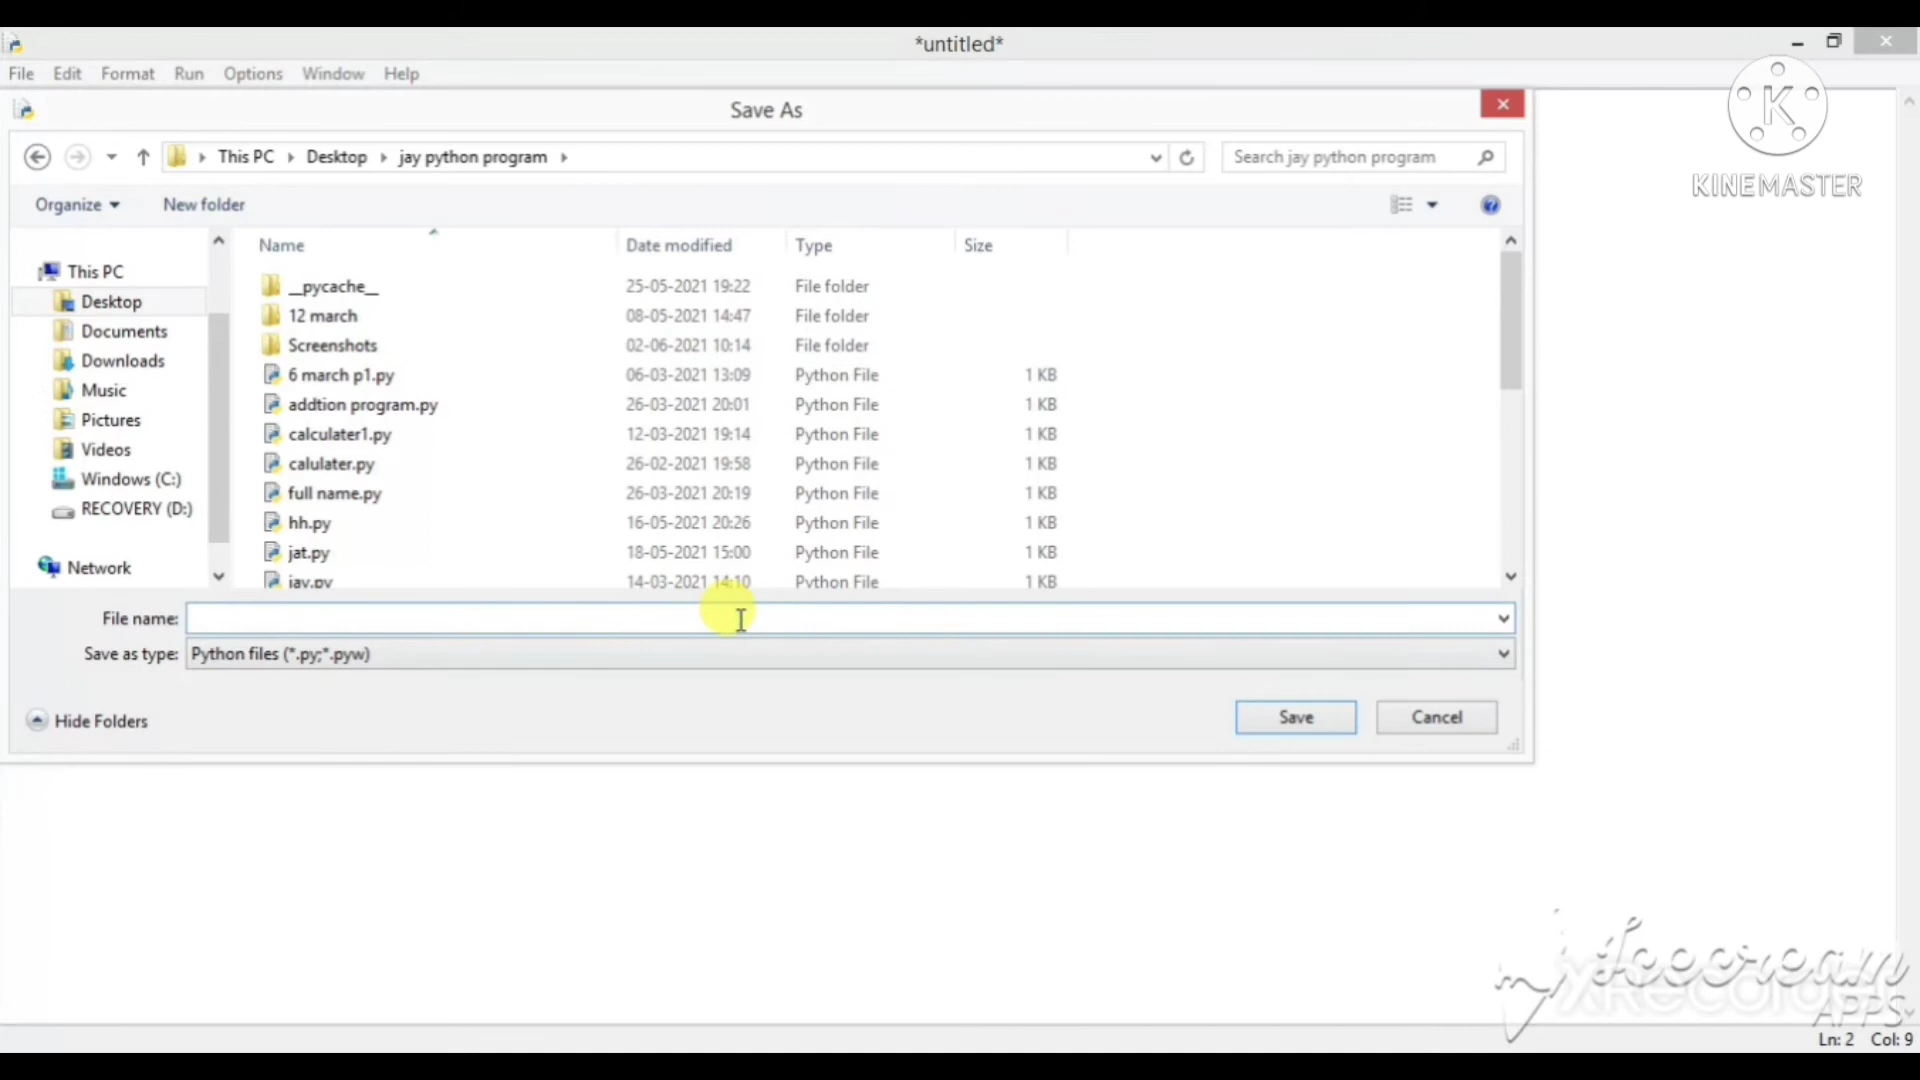 *untitled*
File Edit Format Run Options Window Help
Save As
KINEMASTER
This PC Desktop jay python program
Search jay python program
Organize New folder
Name Date modified Type Size
This PC
Desktop
Documents
Downloads
Music
Pictures
Videos
Windows (C:)
RECOVERY (D:)
Network
__pycache__ 25-05-2021 19:22 File folder
12 march 08-05-2021 14:47 File folder
Screenshots 02-06-2021 10:14 File folder
6 march p1.py 06-03-2021 13:09 Python File 1 KB
addtion program.py 26-03-2021 20:01 Python File 1 KB
calculater1.py 12-03-2021 19:14 Python File 1 KB
calulater.py 26-02-2021 19:58 Python File 1 KB
full name.py 26-03-2021 20:19 Python File 1 KB
hh.py 16-05-2021 20:26 Python File 1 KB
jat.py 18-05-2021 15:00 Python File 1 KB
jay.py 14-03-2021 14:10 Python File 1 KB
File name:
Save as type: Python files (*.py;*.pyw)
Hide Folders
Save Cancel
Icecream
APPS
XRecorder
Ln: 2 Col: 9